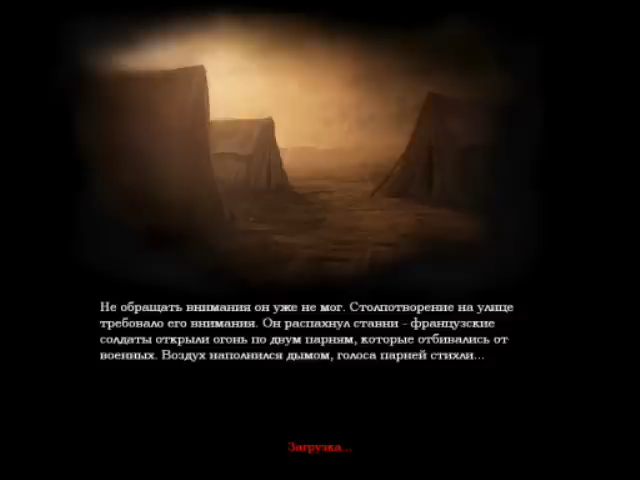 Не обращать внимания он уже не мог. Столпотворение на улице
требовало его внимания. Он распахнул ставни - французские
солдаты открыли огонь по двум парням, которые отбивались от
военных. Воздух наполнился дымом, голоса парней стихли...
Загрузка...